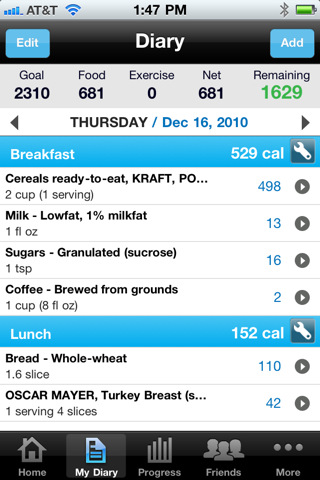 AT&T 1:47 PM
Edit Diary Add
Goal Food Exercise Net Remaining
2310 681 0 681 1629
THURSDAY / Dec 16, 2010
Breakfast 529 cal
Cereals ready-to-eat, KRAFT, PO... 498
2 cup (1 serving)
Milk - Lowfat, 1% milkfat 13
1 fl oz
Sugars - Granulated (sucrose) 16
1 tsp
Coffee - Brewed from grounds 2
1 cup (8 fl oz)
Lunch 152 cal
Bread - Whole-wheat 110
1.6 slice
OSCAR MAYER, Turkey Breast (s... 42
1 serving 4 slices
Home My Diary Progress Friends More